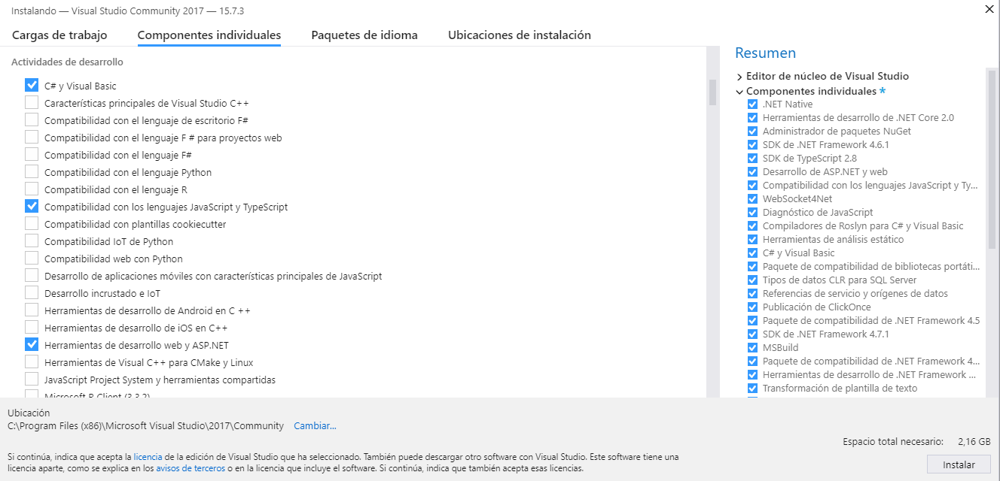 Instalando — Visual Studio Community 2017 — 15.7.3
Cargas de trabajo
Componentes individuales
Paquetes de idioma
Ubicaciones de instalación
Actividades de desarrollo
C# y Visual Basic
Características principales de Visual Studio C++
Compatibilidad con el lenguaje de escritorio F#
Compatibilidad con el lenguaje F # para proyectos web
Compatibilidad con el lenguaje F#
Compatibilidad con el lenguaje Python
Compatibilidad con el lenguaje R
Compatibilidad con los lenguajes JavaScript y TypeScript
Compatibilidad con plantillas cookiecutter
Compatibilidad IoT de Python
Compatibilidad web con Python
Desarrollo de aplicaciones móviles con características principales de JavaScript
Desarrollo incrustado e IoT
Herramientas de desarrollo de Android en C ++
Herramientas de desarrollo de iOS en C++
Herramientas de desarrollo web y ASP.NET
Herramientas de Visual C++ para CMake y Linux
JavaScript Project System y herramientas compartidas
Microsoft R Client (3.3.2)
Resumen
Editor de núcleo de Visual Studio
Componentes individuales *
.NET Native
Herramientas de desarrollo de .NET Core 2.0
Administrador de paquetes NuGet
SDK de .NET Framework 4.6.1
SDK de TypeScript 2.8
Desarrollo de ASP.NET y web
Compatibilidad con los lenguajes JavaScript y Ty...
WebSocket4Net
Diagnóstico de JavaScript
Compiladores de Roslyn para C# y Visual Basic
Herramientas de análisis estático
C# y Visual Basic
Paquete de compatibilidad de bibliotecas portáti...
Tipos de datos CLR para SQL Server
Referencias de servicio y orígenes de datos
Publicación de ClickOnce
Paquete de compatibilidad de .NET Framework 4.5
SDK de .NET Framework 4.7.1
MSBuild
Paquete de compatibilidad de .NET Framework 4...
Herramientas de desarrollo de .NET Framework ...
Transformación de plantilla de texto
Ubicación
C:\Program Files (x86)\Microsoft Visual Studio\2017\Community
Cambiar...
Espacio total necesario: 2,16 GB
Si continúa, indica que acepta la licencia de la edición de Visual Studio que ha seleccionado. También puede descargar otro software con Visual Studio. Este software tiene una
licencia aparte, como se explica en los avisos de terceros o en la licencia que incluye el software. Si continúa, indica que también acepta esas licencias.
Instalar